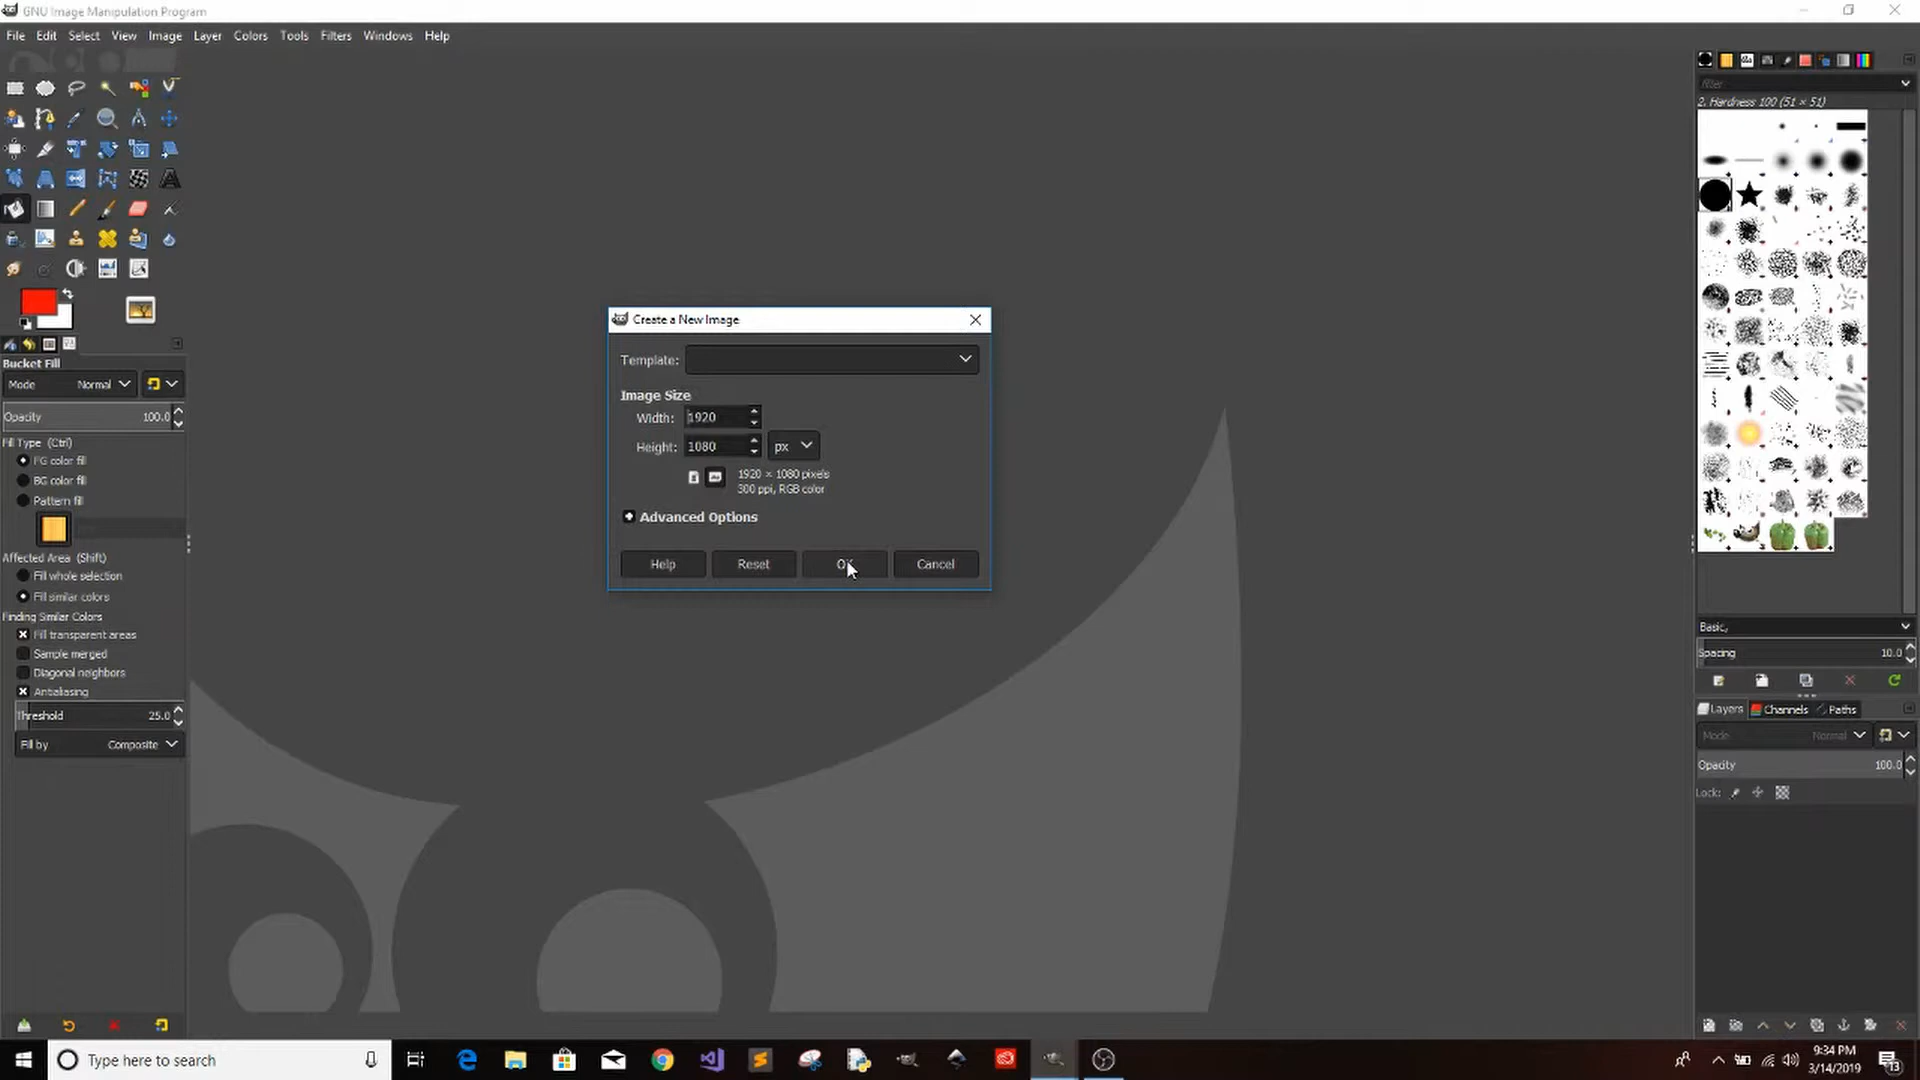 GNU Image Manipulation Program
File Edit Select View Image Layer Colors Tools Filters Windows Help
filter
2. Hardness 100 (51 × 51)
Create a New Image
Template:
Image Size
Width: 1920
Height: 1080 px
1920 × 1080 pixels
300 ppi, RGB color
Advanced Options
Help Reset Cancel
Bucket Fill
Mode Normal
Opacity 100.0
Fill Type (Ctrl)
FG color fill
BG color fill
Pattern fill
Affected Area (Shift)
Fill whole selection
Fill similar colors
Finding Similar Colors
Fill transparent areas
Sample merged
Diagonal neighbors
Antialiasing
Threshold 25.0
Fill by Composite
Basic,
Spacing 10.0
Layers Channels Paths
Mode Normal
Opacity 100.0
Lock:
Type here to search
9:34 PM
3/14/2019
13